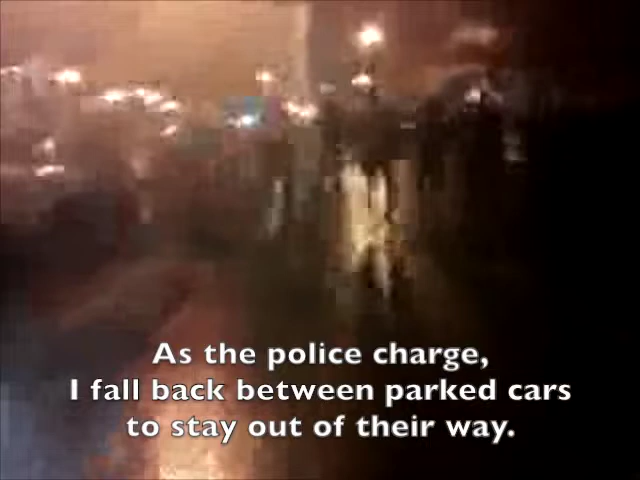 As the police charge,
I fall back between parked cars
to stay out of their way.